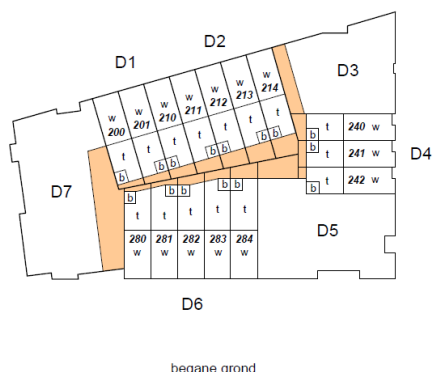 D2
D1
D3
w 214
w 213
w 212
w 211
w 210
w 201
w 200
t t t t t t t
b b b b b b
b t 240 w
b t 241 w
b t 242 w
D4
D7
b b b b b
t t t t t
280 281 282 283 284
w w w w w
D5
D6
begane grond